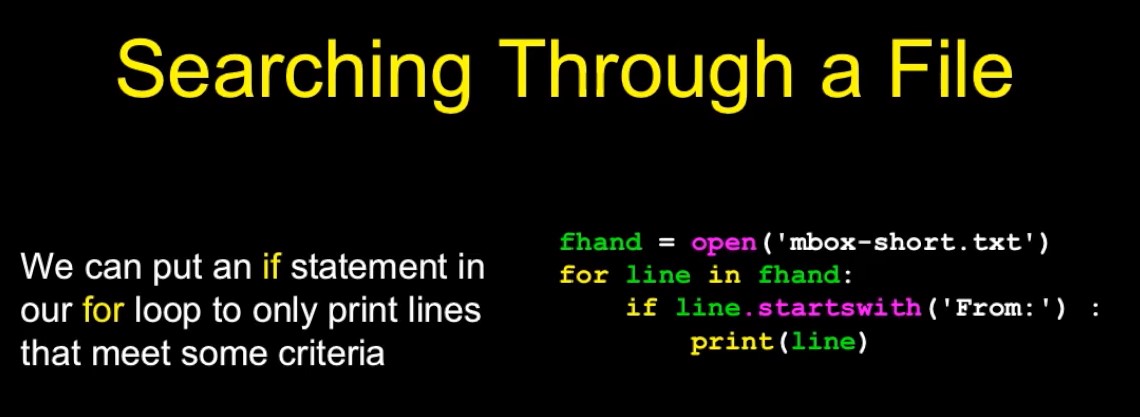 Searching Through a File
We can put an if statement in
our for loop to only print lines
that meet some criteria
fhand = open('mbox-short.txt')
for line in fhand:
    if line.startswith('From:') :
        print(line)